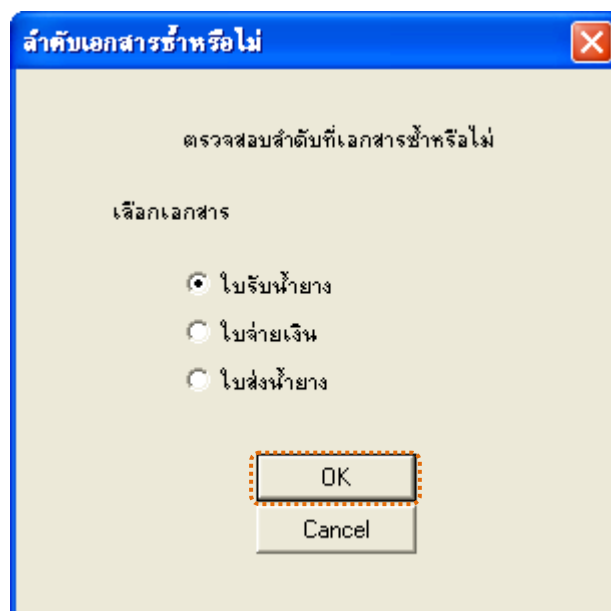 ลำดับเอกสารซ้ำหรือไม่
ตรวจสอบลำดับที่เอกสารซ้ำหรือไม่
เลือกเอกสาร
ใบรับน้ำยาง
ใบจ่ายเงิน
ใบส่งน้ำยาง
OK
Cancel